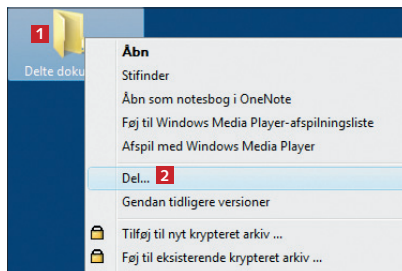 1
Delte doku
Åbn
Stifinder
Åbn som notesbog i OneNote
Føj til Windows Media Player-afspilningsliste
Afspil med Windows Media Player
Del... 2
Gendan tidligere versioner
Tilføj til nyt krypteret arkiv ...
Føj til eksisterende krypteret arkiv ...